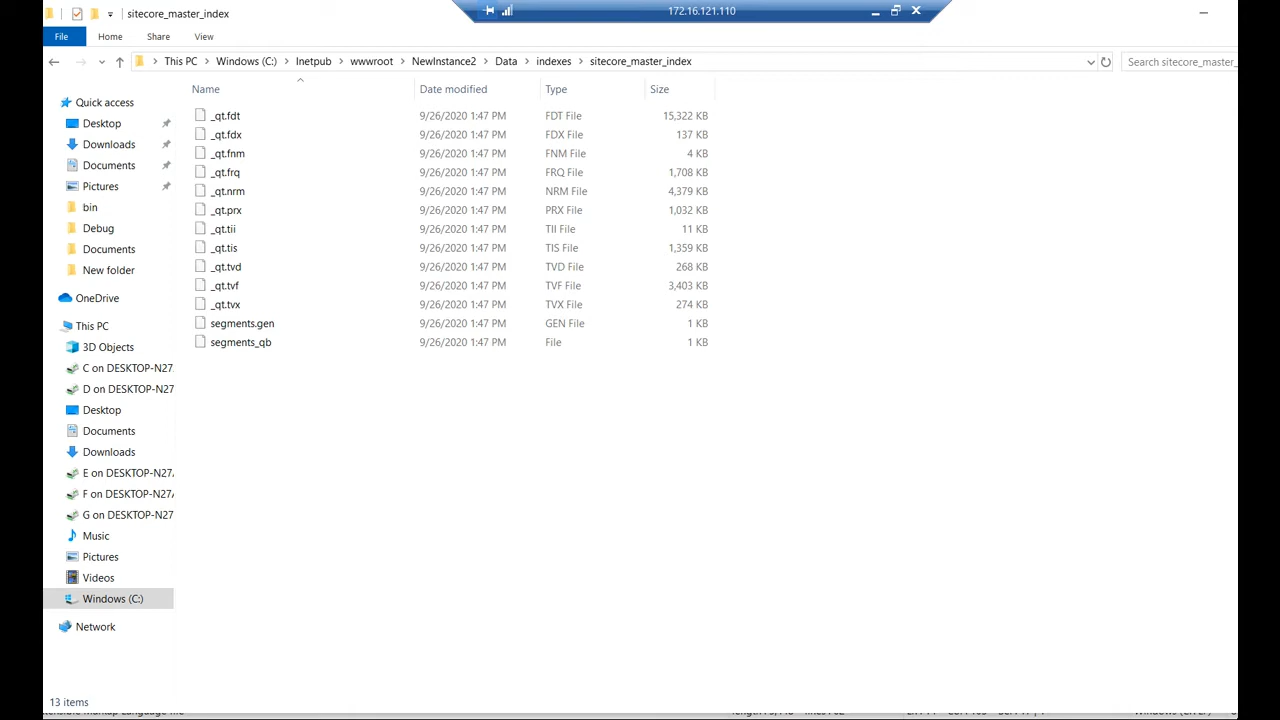 sitecore_master_index
172.16.121.110
File Home Share View
This PC Windows (C:) Inetpub wwwroot NewInstance2 Data indexes sitecore_master_index
Search sitecore_master_
Name Date modified Type Size
_qt.fdt 9/26/2020 1:47 PM FDT File 15,322 KB
_qt.fdx 9/26/2020 1:47 PM FDX File 137 KB
_qt.fnm 9/26/2020 1:47 PM FNM File 4 KB
_qt.frq 9/26/2020 1:47 PM FRQ File 1,708 KB
_qt.nrm 9/26/2020 1:47 PM NRM File 4,379 KB
_qt.prx 9/26/2020 1:47 PM PRX File 1,032 KB
_qt.tii 9/26/2020 1:47 PM TII File 11 KB
_qt.tis 9/26/2020 1:47 PM TIS File 1,359 KB
_qt.tvd 9/26/2020 1:47 PM TVD File 268 KB
_qt.tvf 9/26/2020 1:47 PM TVF File 3,403 KB
_qt.tvx 9/26/2020 1:47 PM TVX File 274 KB
segments.gen 9/26/2020 1:47 PM GEN File 1 KB
segments_qb 9/26/2020 1:47 PM File 1 KB
Quick access
Desktop
Downloads
Documents
Pictures
bin
Debug
Documents
New folder
OneDrive
This PC
3D Objects
C on DESKTOP-N27
D on DESKTOP-N27
Desktop
Documents
Downloads
E on DESKTOP-N27
F on DESKTOP-N27
G on DESKTOP-N27
Music
Pictures
Videos
Windows (C:)
Network
13 items